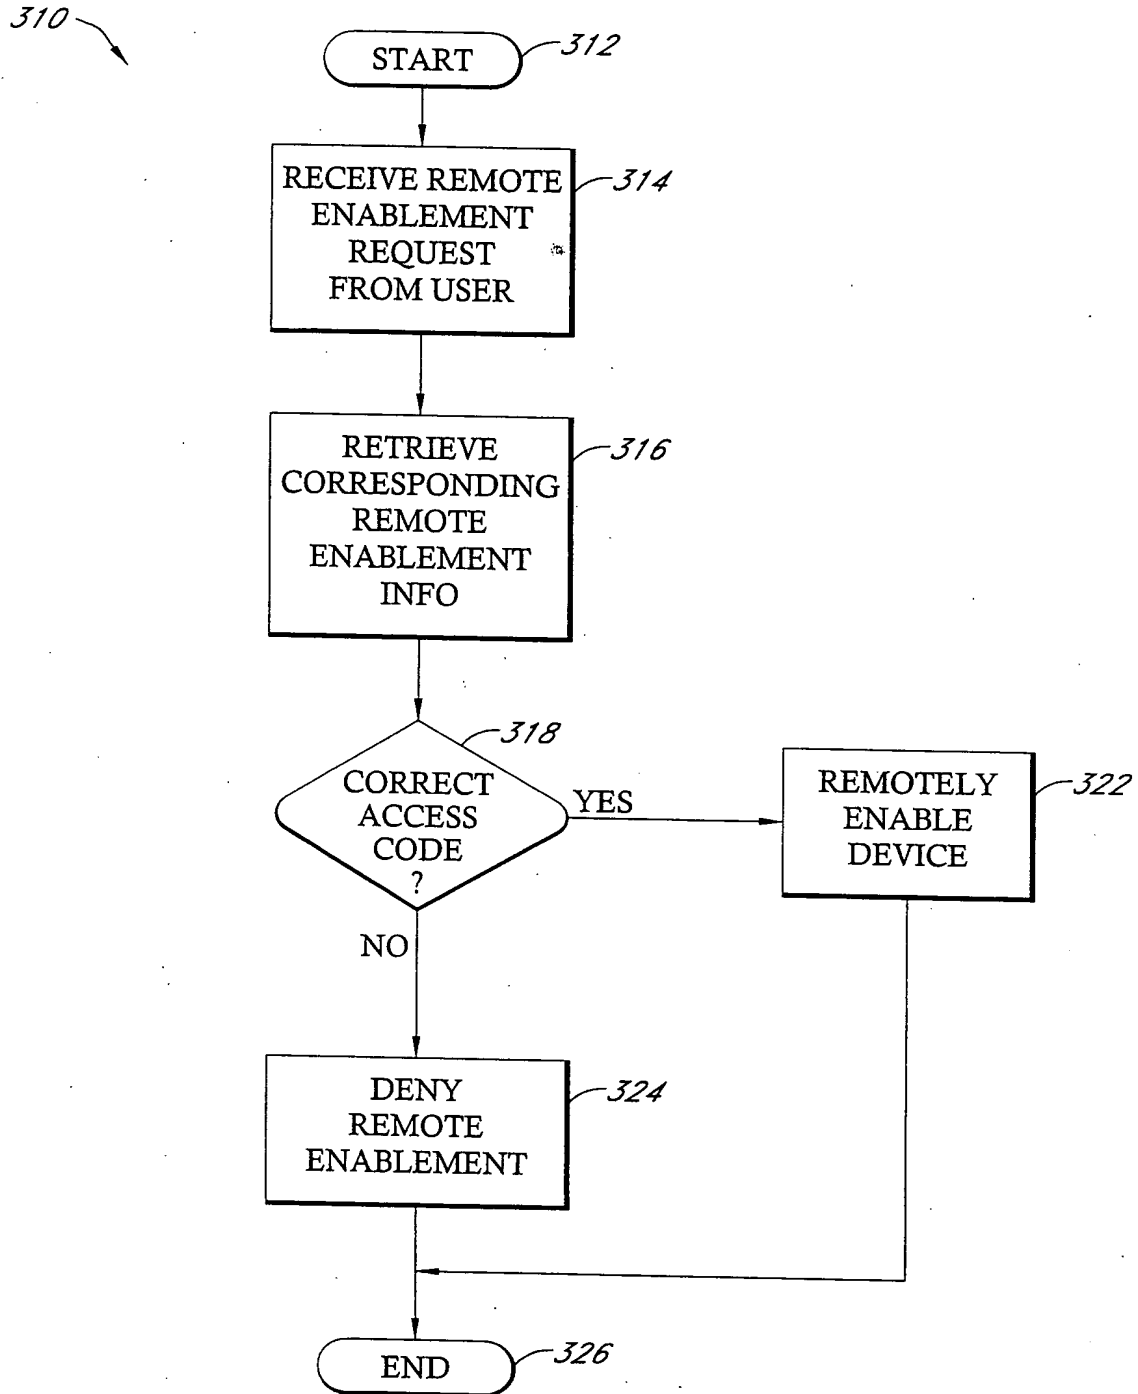 310
START
312
RECEIVE REMOTE
ENABLEMENT
REQUEST
FROM USER
314
RETRIEVE
CORRESPONDING
REMOTE
ENABLEMENT
INFO
316
318
CORRECT
ACCESS
CODE
?
YES
REMOTELY
ENABLE
DEVICE
322
NO
DENY
REMOTE
ENABLEMENT
324
END
326